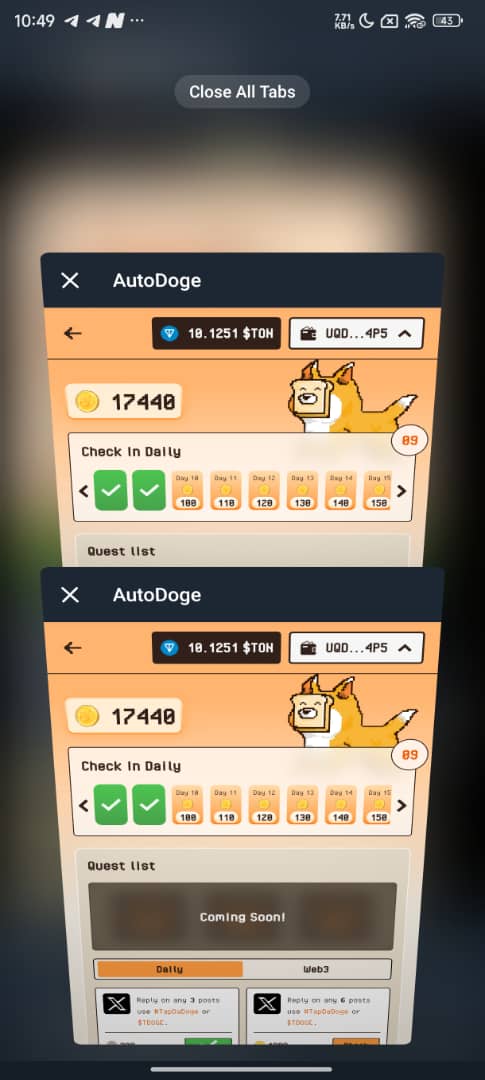 10:49 N ··· 7.71 KB/s 43
Close All Tabs
AutoDoge
10.1251 $TON UQD...4P5
17440
09
Check In Daily
Day 10 Day 11 Day 12 Day 13 Day 14 Day 15
100 110 120 130 140 150
Quest list
AutoDoge
10.1251 $TON UQD...4P5
17440
09
Check In Daily
Day 10 Day 11 Day 12 Day 13 Day 14 Day 15
100 110 120 130 140 150
Quest list
Coming Soon!
Daily Web3
Reply on any 3 posts
use #TapDaDoge or
$TDOGE.
Reply on any 6 posts
use #TapDaDoge or
$TDOGE.